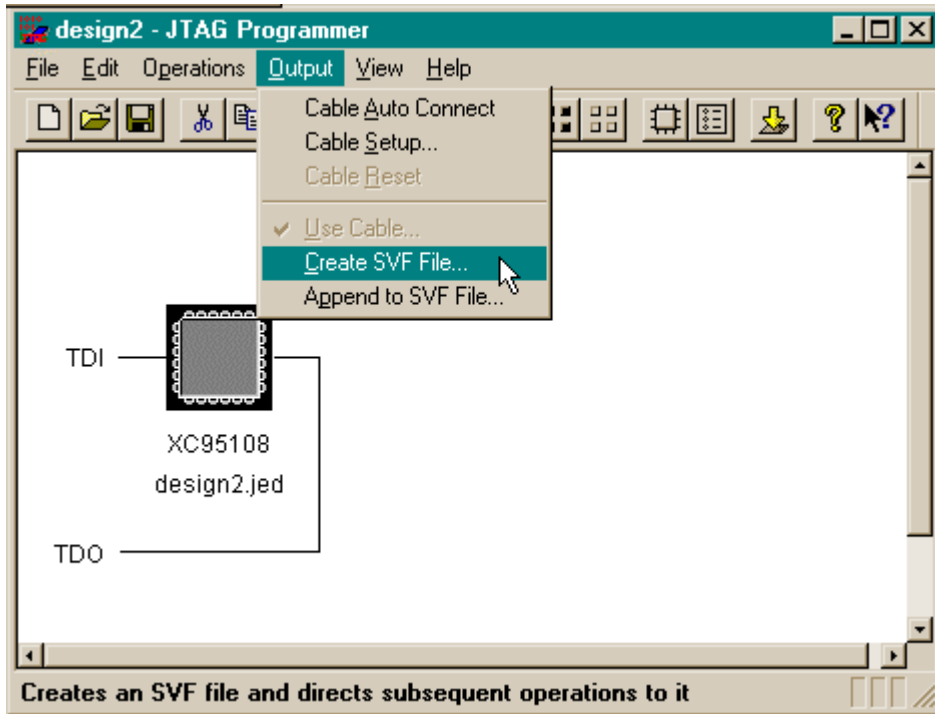 design2 - JTAG Programmer
File Edit Operations Output View Help
Cable Auto Connect
Cable Setup...
Cable Reset
Use Cable...
Create SVF File...
Append to SVF File...
TDI
XC95108
design2.jed
TDO
Creates an SVF file and directs subsequent operations to it